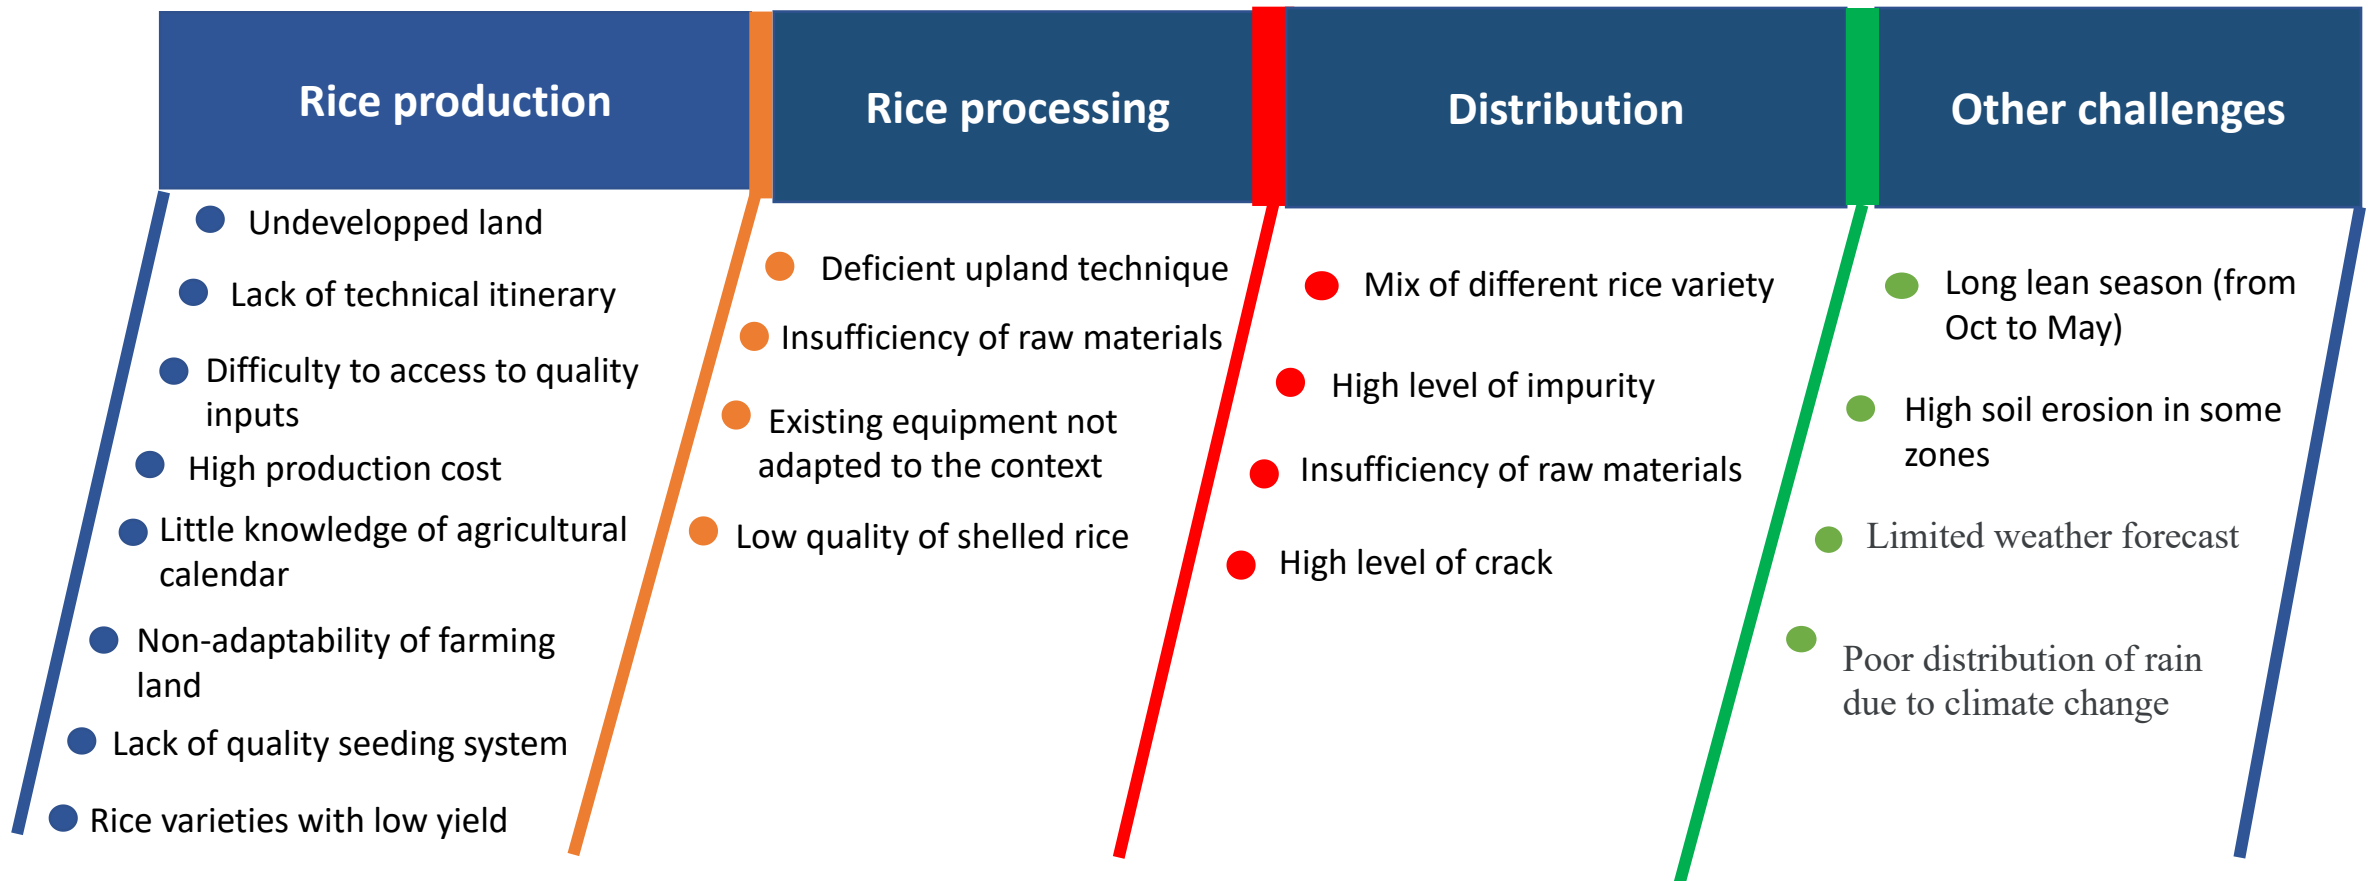 Rice production
Undevelopped land
Lack of technical itinerary
Difficulty to access to quality
inputs
High production cost
Little knowledge of agricultural
calendar
Non-adaptability of farming
land
Lack of quality seeding system
Rice varieties with low yield
Rice processing
Deficient upland technique
Insufficiency of raw materials
Existing equipment not
adapted to the context
Low quality of shelled rice
Distribution
Mix of different rice variety
High level of impurity
Insufficiency of raw materials
High level of crack
Other challenges
Long lean season (from
Oct to May)
High soil erosion in some
zones
Limited weather forecast
Poor distribution of rain
due to climate change